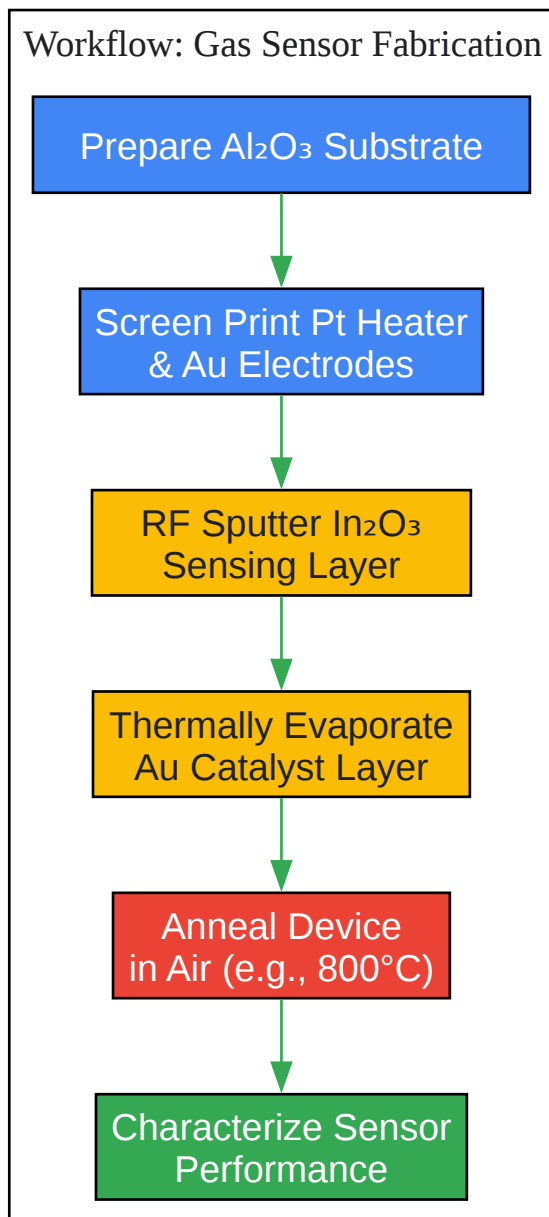 Workflow: Gas Sensor Fabrication
Prepare Al₂O₃ Substrate
Screen Print Pt Heater
& Au Electrodes
RF Sputter In₂O₃
Sensing Layer
Thermally Evaporate
Au Catalyst Layer
Anneal Device
in Air (e.g., 800°C)
Characterize Sensor
Performance